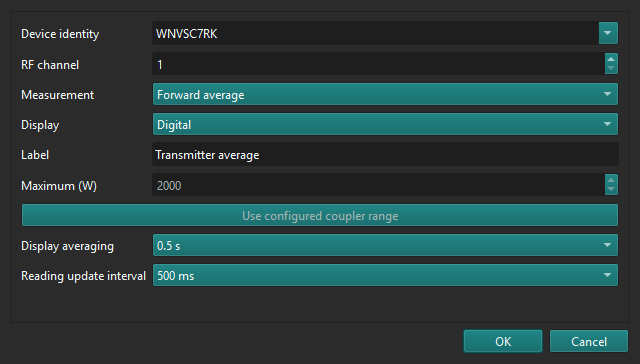 Device identity WNVSC7RK
RF channel 1
Measurement Forward average
Display Digital
Label Transmitter average
Maximum (W) 2000
Use configured coupler range
Display averaging 0.5 s
Reading update interval 500 ms
OK Cancel